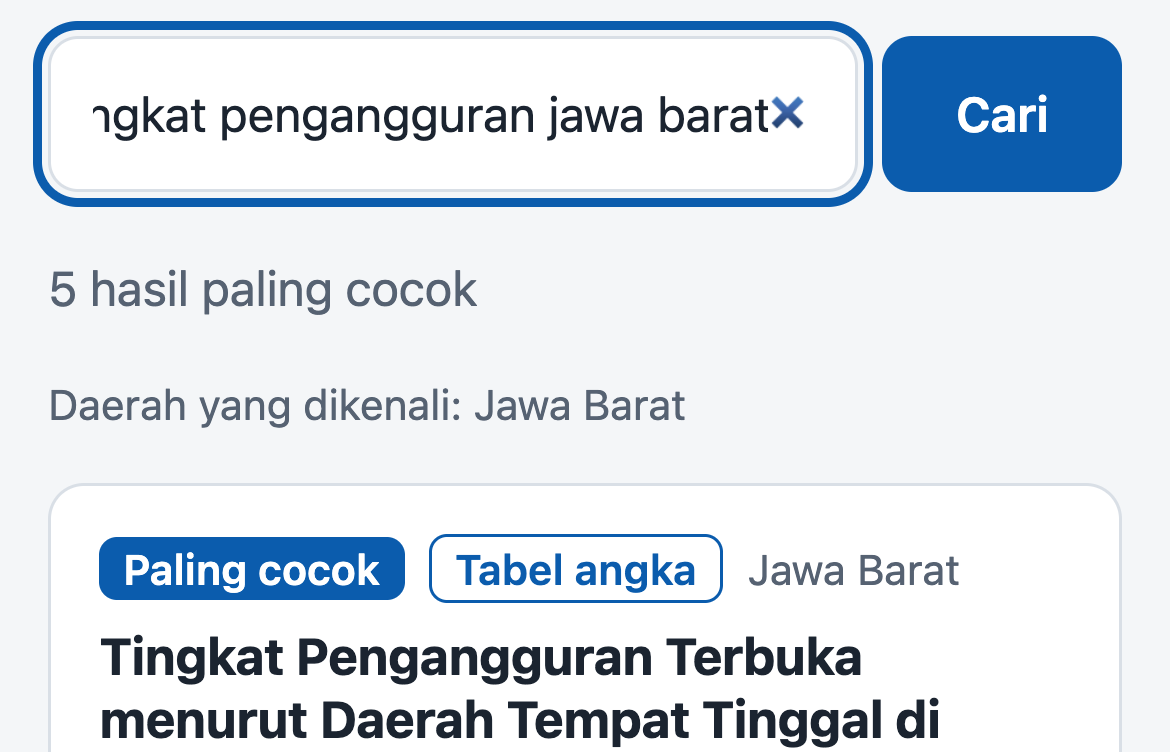 ngkat pengangguran jawa barat
Cari
5 hasil paling cocok
Daerah yang dikenali: Jawa Barat
Paling cocok Tabel angka Jawa Barat
Tingkat Pengangguran Terbuka
menurut Daerah Tempat Tinggal di